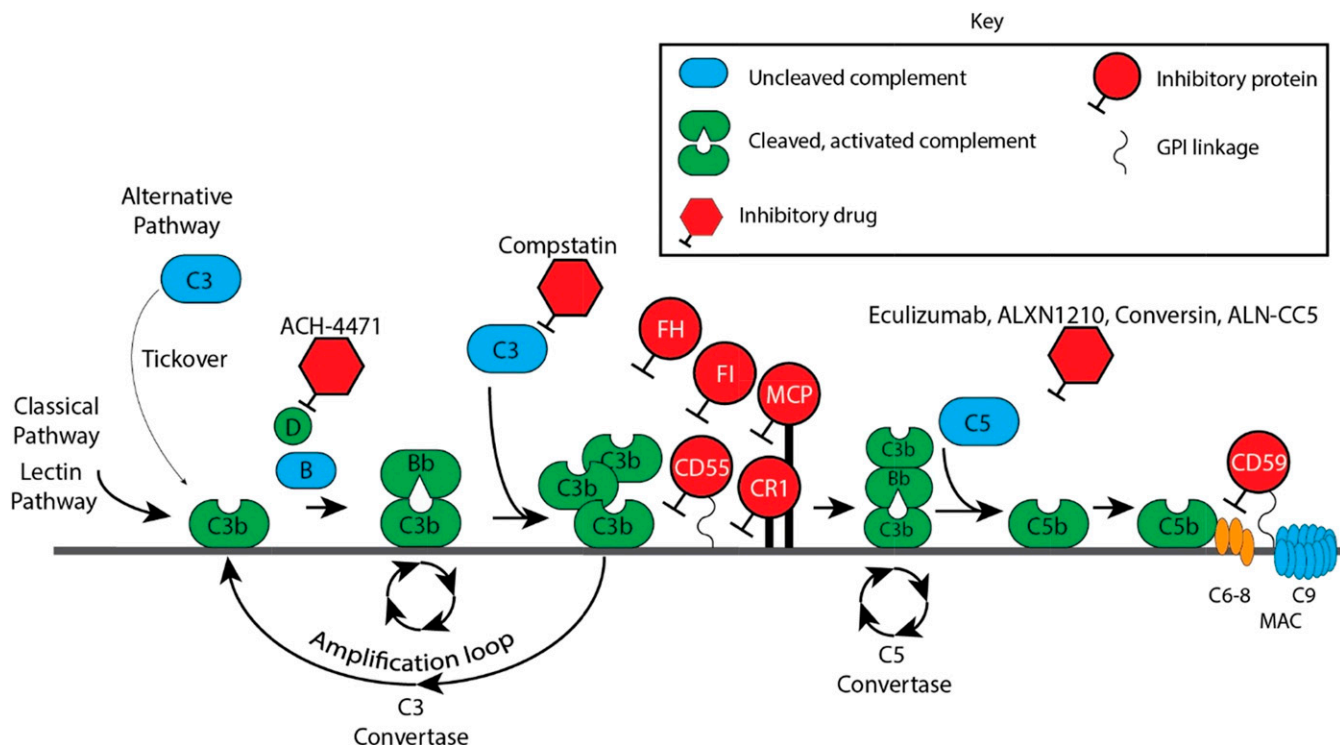 Key
Uncleaved complement
Inhibitory protein
Cleaved, activated complement
GPI linkage
Inhibitory drug
Alternative
Pathway
C3
Tickover
Classical
Pathway
Lectin Pathway
ACH-4471
D
B
C3b
Bb
C3b
Compstatin
C3
C3b
C3b
C3b
FH
FI
MCP
CD55
CR1
Eculizumab, ALXN1210, Conversin, ALN-CC5
C5
C3b
Bb
C3b
C5b
C5b
CD59
C6-8
C9
MAC
Amplification loop
C3
Convertase
C5
Convertase